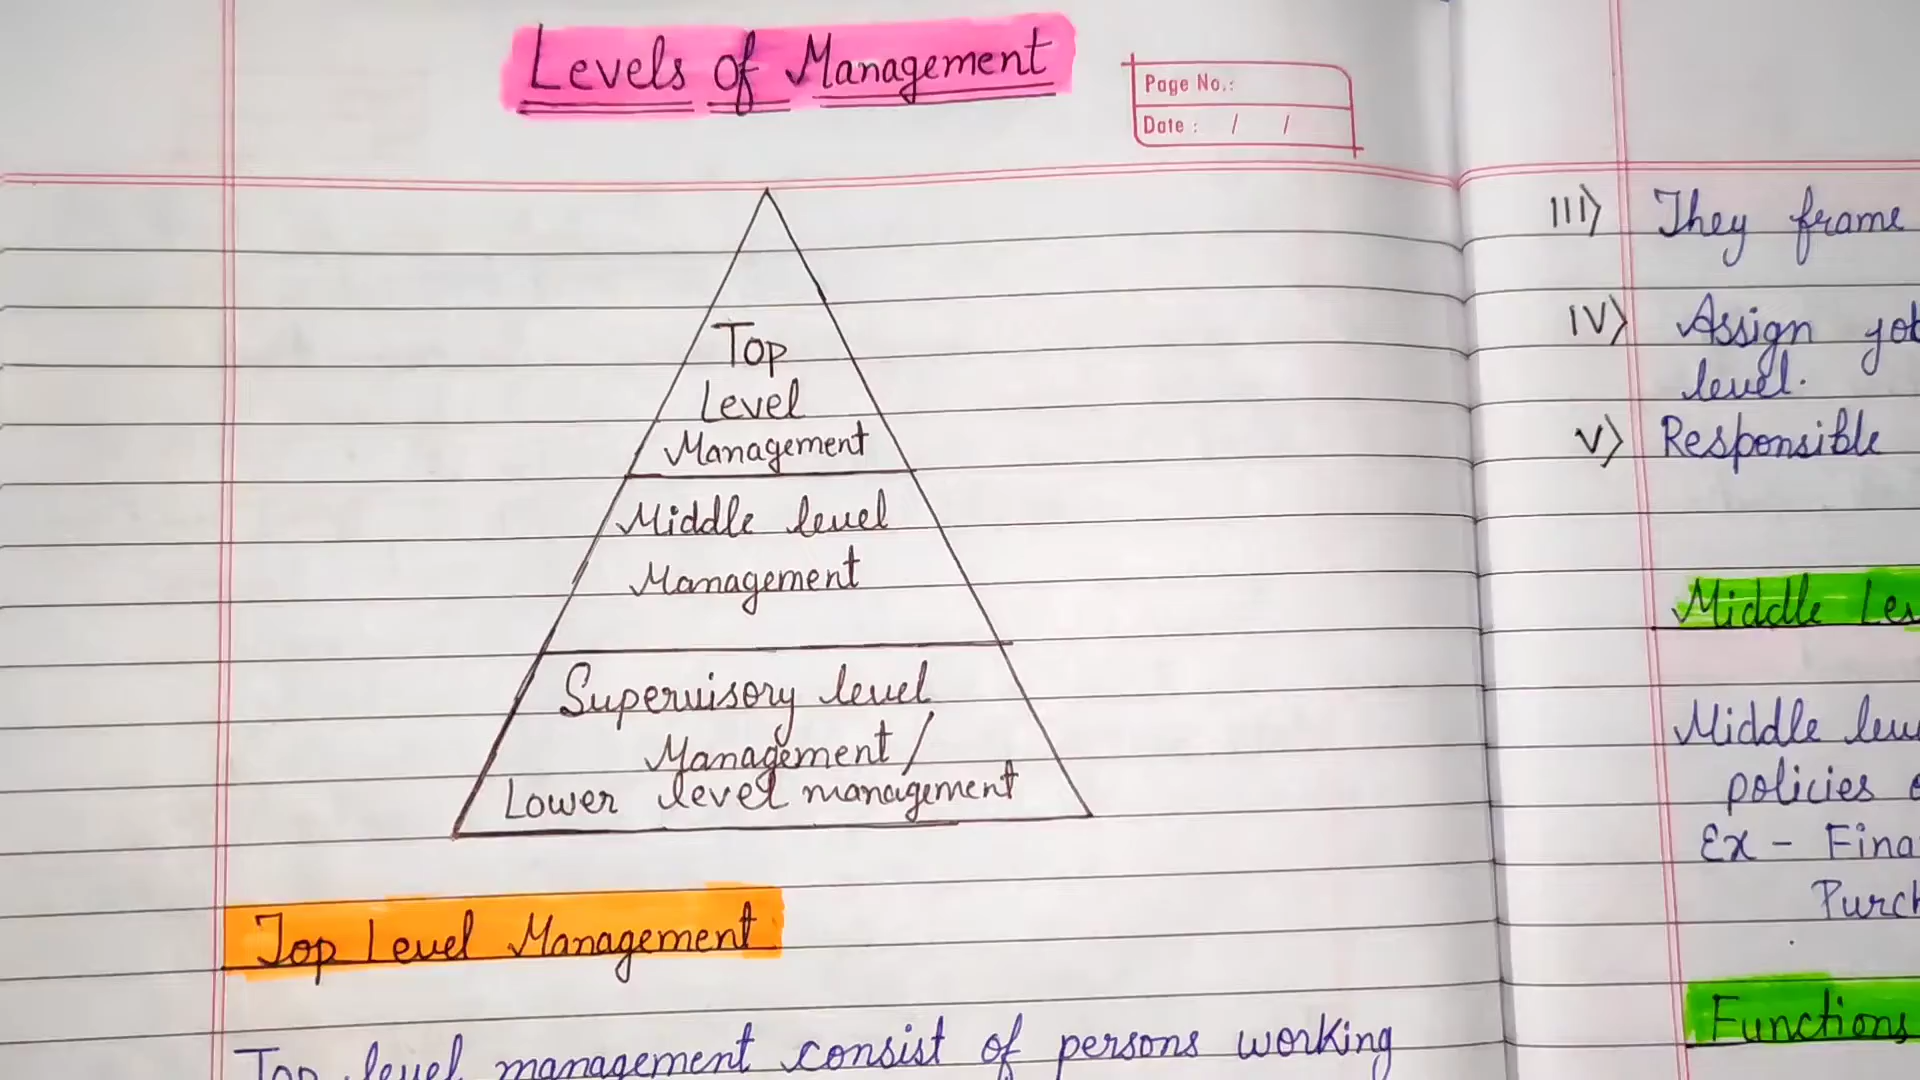 Levels of Management
Page No.:
Date : / /
Top
Level
Management
Middle level
Management
Supervisory level
Management /
Lower level management
Top Level Management
Top level management consist of persons working
III) They frame
IV) Assign
level.
V) Responsible
Middle
Middle
policies
Ex -
Functions